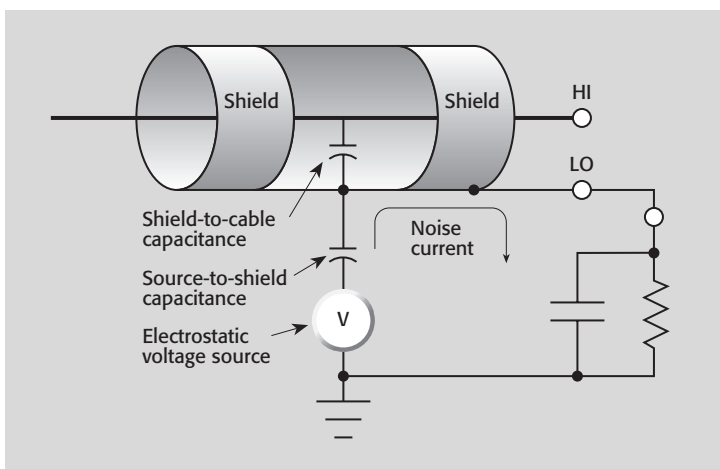 Shield
Shield
HI
LO
Shield-to-cable
capacitance
Noise
current
Source-to-shield
capacitance
Electrostatic
voltage source
V